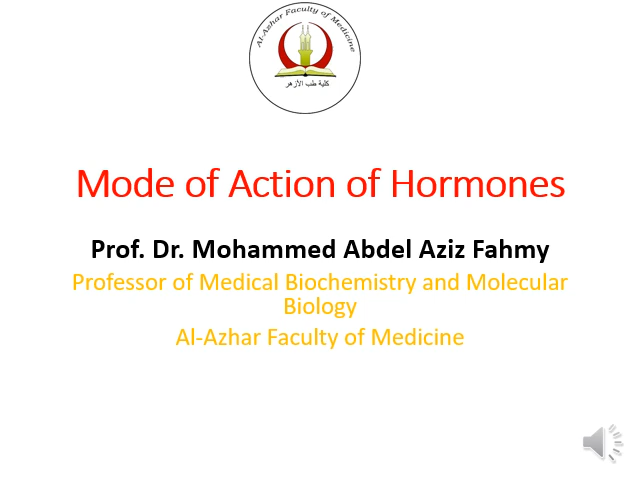 Al-Azhar Faculty of Medicine
كلية طب الأزهر
Mode of Action of Hormones
Prof. Dr. Mohammed Abdel Aziz Fahmy
Professor of Medical Biochemistry and Molecular
Biology
Al-Azhar Faculty of Medicine